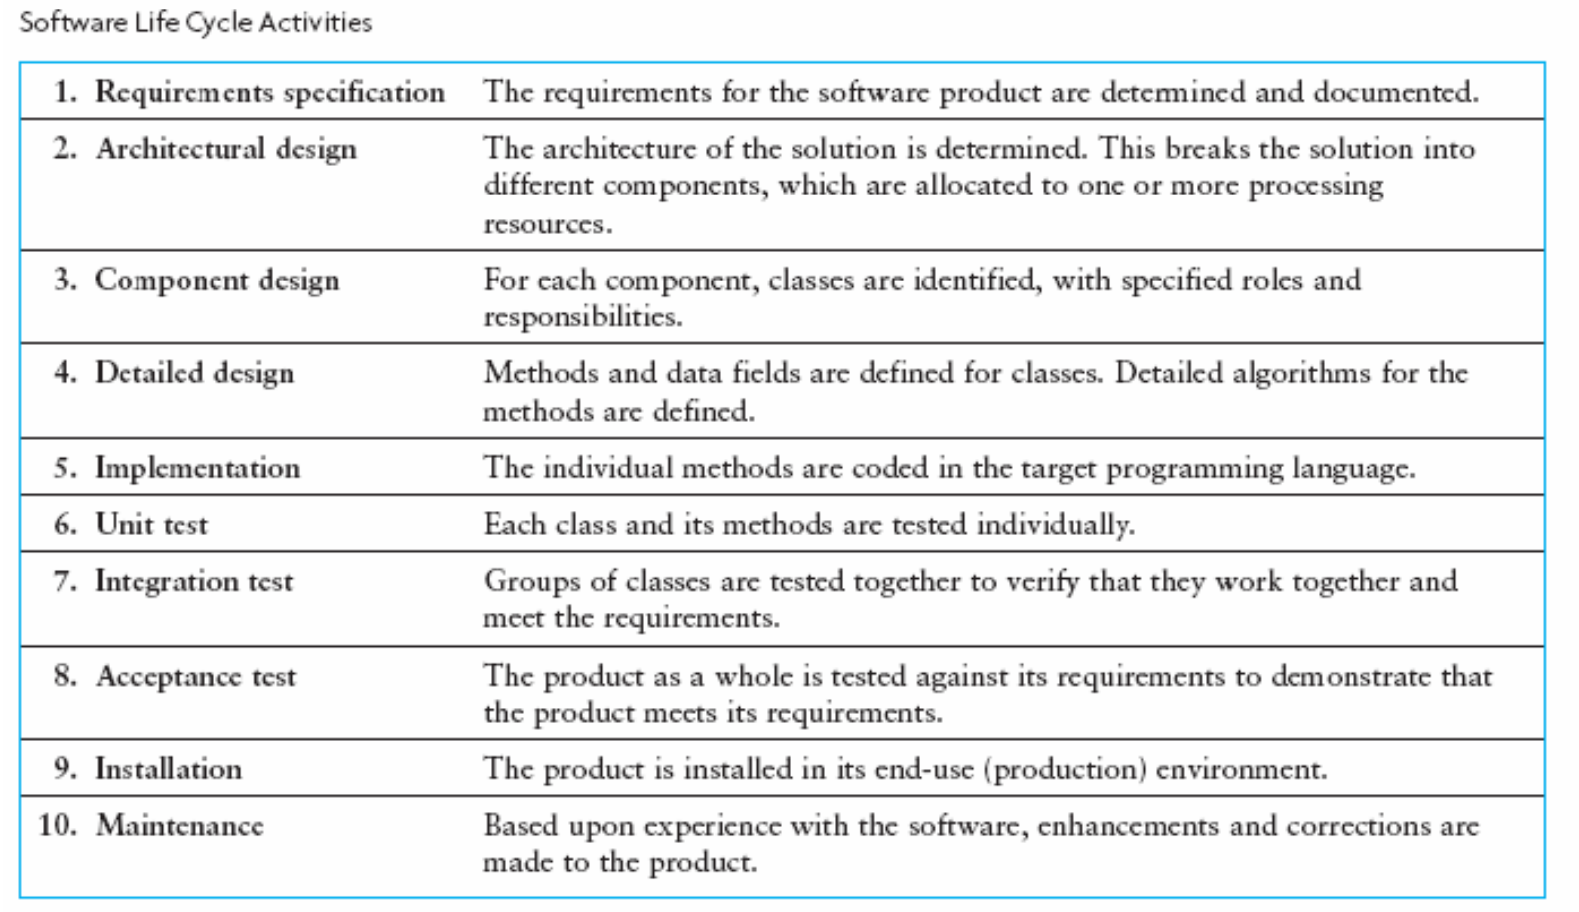 Software Life Cycle Activities
1. Requirements specification The requirements for the software product are determined and documented.
2. Architectural design The architecture of the solution is determined. This breaks the solution into
different components, which are allocated to one or more processing
resources.
3. Component design For each component, classes are identified, with specified roles and
responsibilities.
4. Detailed design Methods and data fields are defined for classes. Detailed algorithms for the
methods are defined.
5. Implementation The individual methods are coded in the target programming language.
6. Unit test Each class and its methods are tested individually.
7. Integration test Groups of classes are tested together to verify that they work together and
meet the requirements.
8. Acceptance test The product as a whole is tested against its requirements to demonstrate that
the product meets its requirements.
9. Installation The product is installed in its end-use (production) environment.
10. Maintenance Based upon experience with the software, enhancements and corrections are
made to the product.